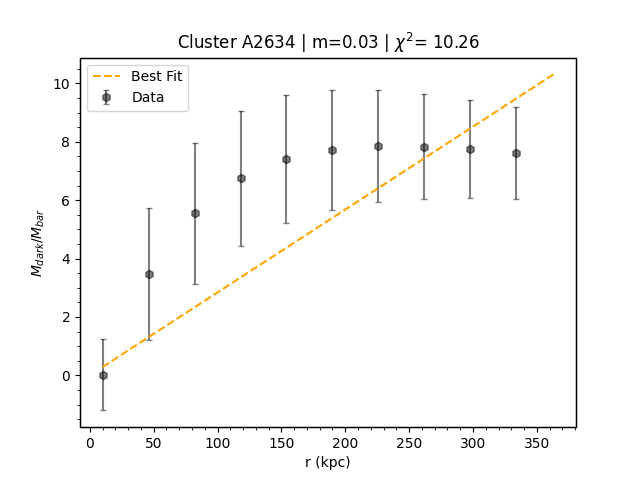 Cluster A2634 | m=0.03 | χ²= 10.26
Best Fit
Data
10
8
6
4
2
0
M_dark/M_bar
0 50 100 150 200 250 300 350
r (kpc)